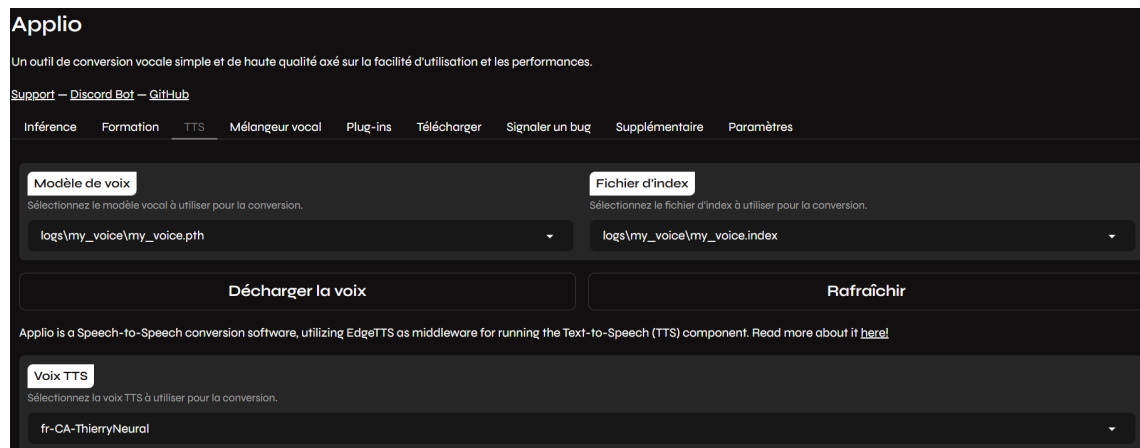 Applio
Un outil de conversion vocale simple et de haute qualité axé sur la facilité d'utilisation et les performances.
Support — Discord Bot — GitHub
Inférence Formation TTS Mélangeur vocal Plug-ins Télécharger Signaler un bug Supplémentaire Paramètres
Modèle de voix Fichier d'index
Sélectionnez le modèle vocal à utiliser pour la conversion. Sélectionnez le fichier d'index à utiliser pour la conversion.
logs\my_voice\my_voice.pth logs\my_voice\my_voice.index
Décharger la voix Rafraîchir
Applio is a Speech-to-Speech conversion software, utilizing EdgeTTS as middleware for running the Text-to-Speech (TTS) component. Read more about it here!
Voix TTS
Sélectionnez la voix TTS à utiliser pour la conversion.
fr-CA-ThierryNeural